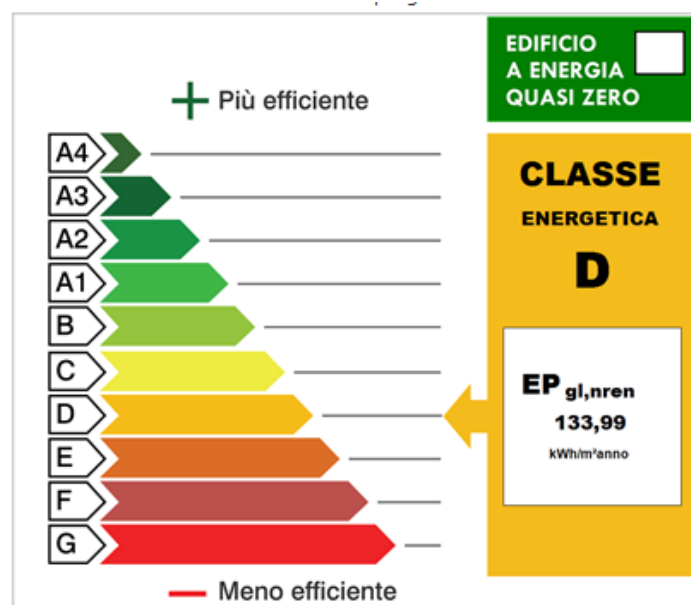 EDIFICIO
A ENERGIA
QUASI ZERO
Più efficiente
A4
A3
A2
A1
B
C
D
E
F
G
Meno efficiente
CLASSE
ENERGETICA
D
EP gl,nren
133,99
kWh/m²anno